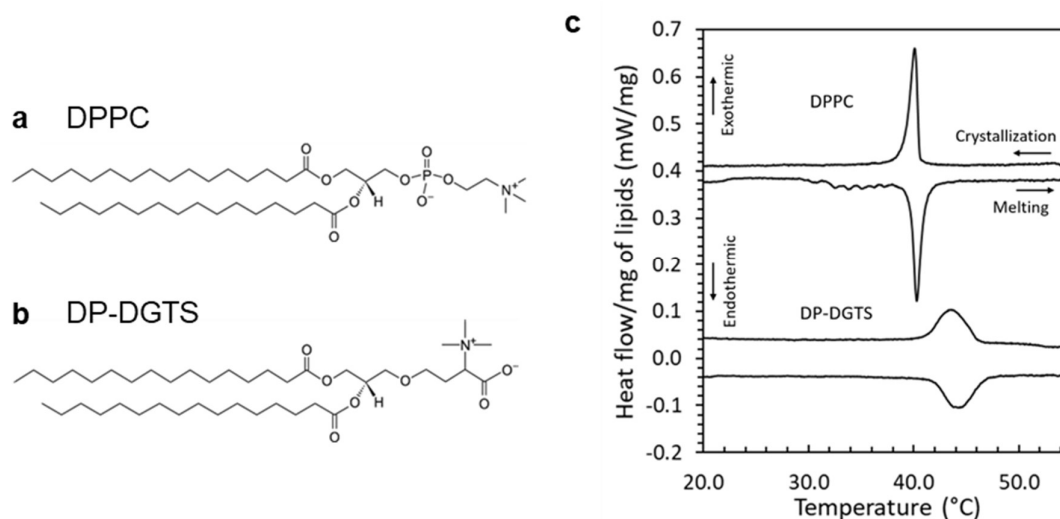 a DPPC
O
O
O
O
P
O
O
O⁻
N⁺
H
O
O
b DP-DGTS
N⁺
O
O
O
O⁻
O
H
O
O
c
0.7
0.6
0.5
0.4
0.3
0.2
0.1
0.0
-0.1
-0.2
Heat flow/mg of lipids (mW/mg)
Exothermic
DPPC
Crystallization
Melting
Endothermic
DP-DGTS
20.0 30.0 40.0 50.0
Temperature (°C)